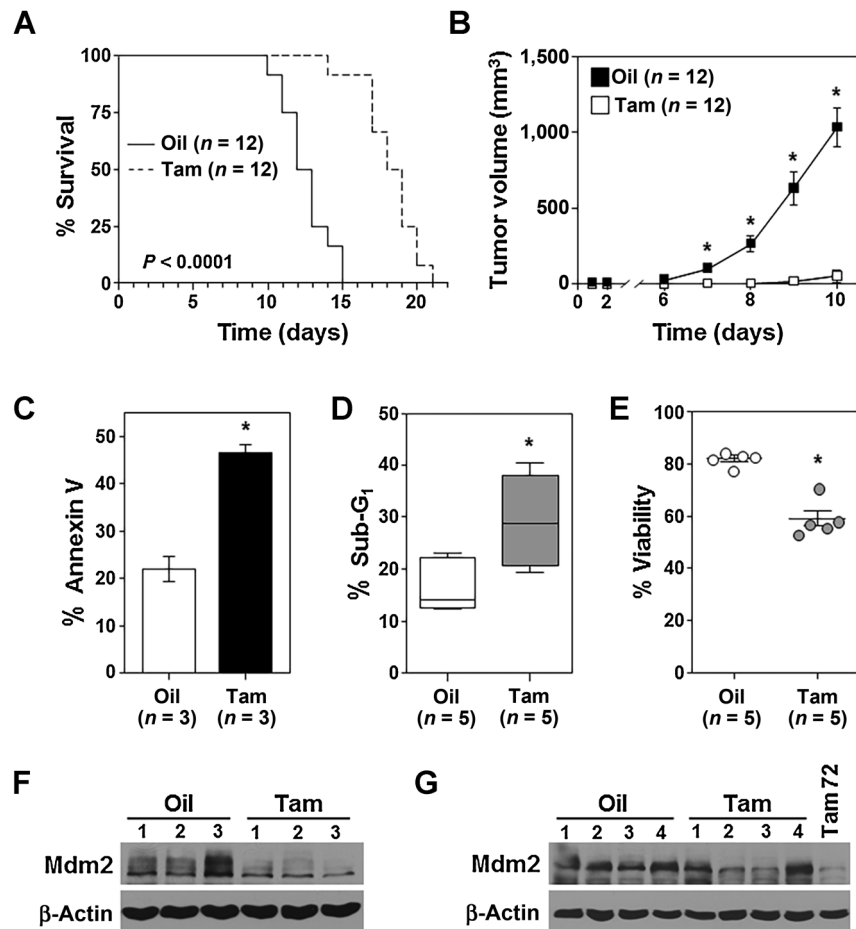 A
100
75
50
25
0
% Survival
Oil (n = 12)
Tam (n = 12)
P < 0.0001
0 5 10 15 20
Time (days)
B
1,500
1,000
500
0
Tumor volume (mm³)
Oil (n = 12)
Tam (n = 12)
* * * *
0 2 6 8 10
Time (days)
C
50
40
30
20
10
0
% Annexin V
*
Oil Tam
(n = 3) (n = 3)
D
50
40
30
20
10
0
% Sub-G₁
*
Oil Tam
(n = 5) (n = 5)
E
100
80
60
40
20
0
% Viability
*
Oil Tam
(n = 5) (n = 5)
F
Oil Tam
1 2 3 1 2 3
Mdm2
β-Actin
G
Oil Tam Tam 72
1 2 3 4 1 2 3 4
Mdm2
β-Actin